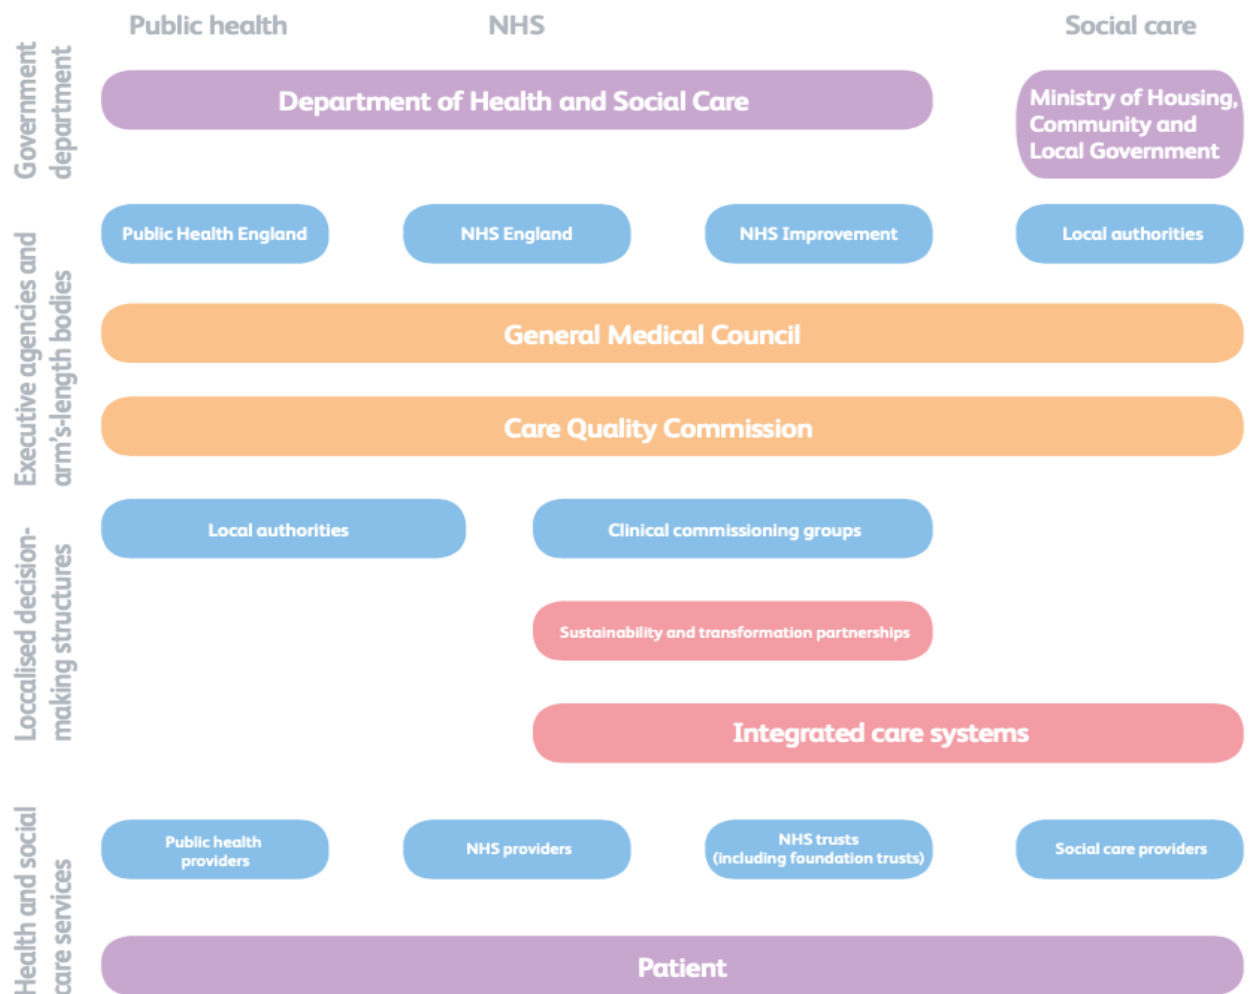 Public health
NHS
Social care
Government
department
Department of Health and Social Care
Ministry of Housing,
Community and
Local Government
Executive agencies and
arm's-length bodies
Public Health England
NHS England
NHS Improvement
Local authorities
General Medical Council
Care Quality Commission
Loccalised decision-
making structures
Local authorities
Clinical commissioning groups
Sustainability and transformation partnerships
Integrated care systems
Health and social
care services
Public health
providers
NHS providers
NHS trusts
(including foundation trusts)
Social care providers
Patient